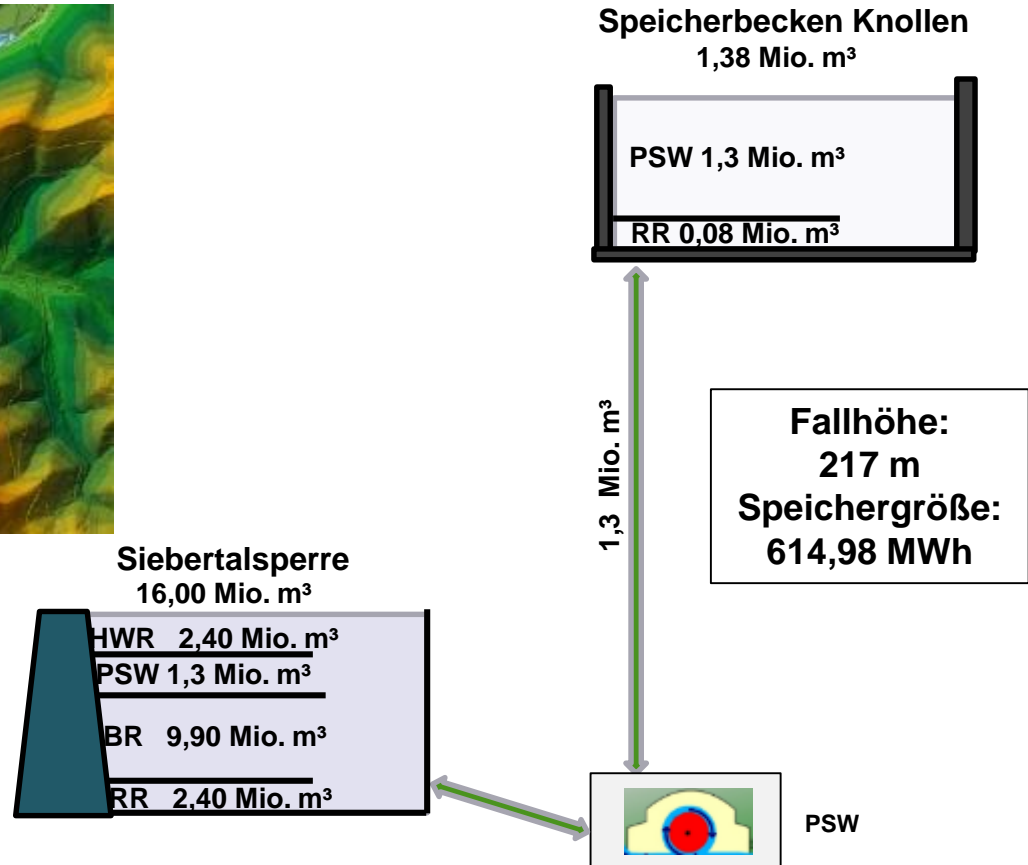 Speicherbecken Knollen
1,38 Mio. m³
PSW 1,3 Mio. m³
RR 0,08 Mio. m³
1,3 Mio. m³
Fallhöhe:
217 m
Speichergröße:
614,98 MWh
Siebertalsperre
16,00 Mio. m³
HWR 2,40 Mio. m³
PSW 1,3 Mio. m³
BR 9,90 Mio. m³
RR 2,40 Mio. m³
PSW